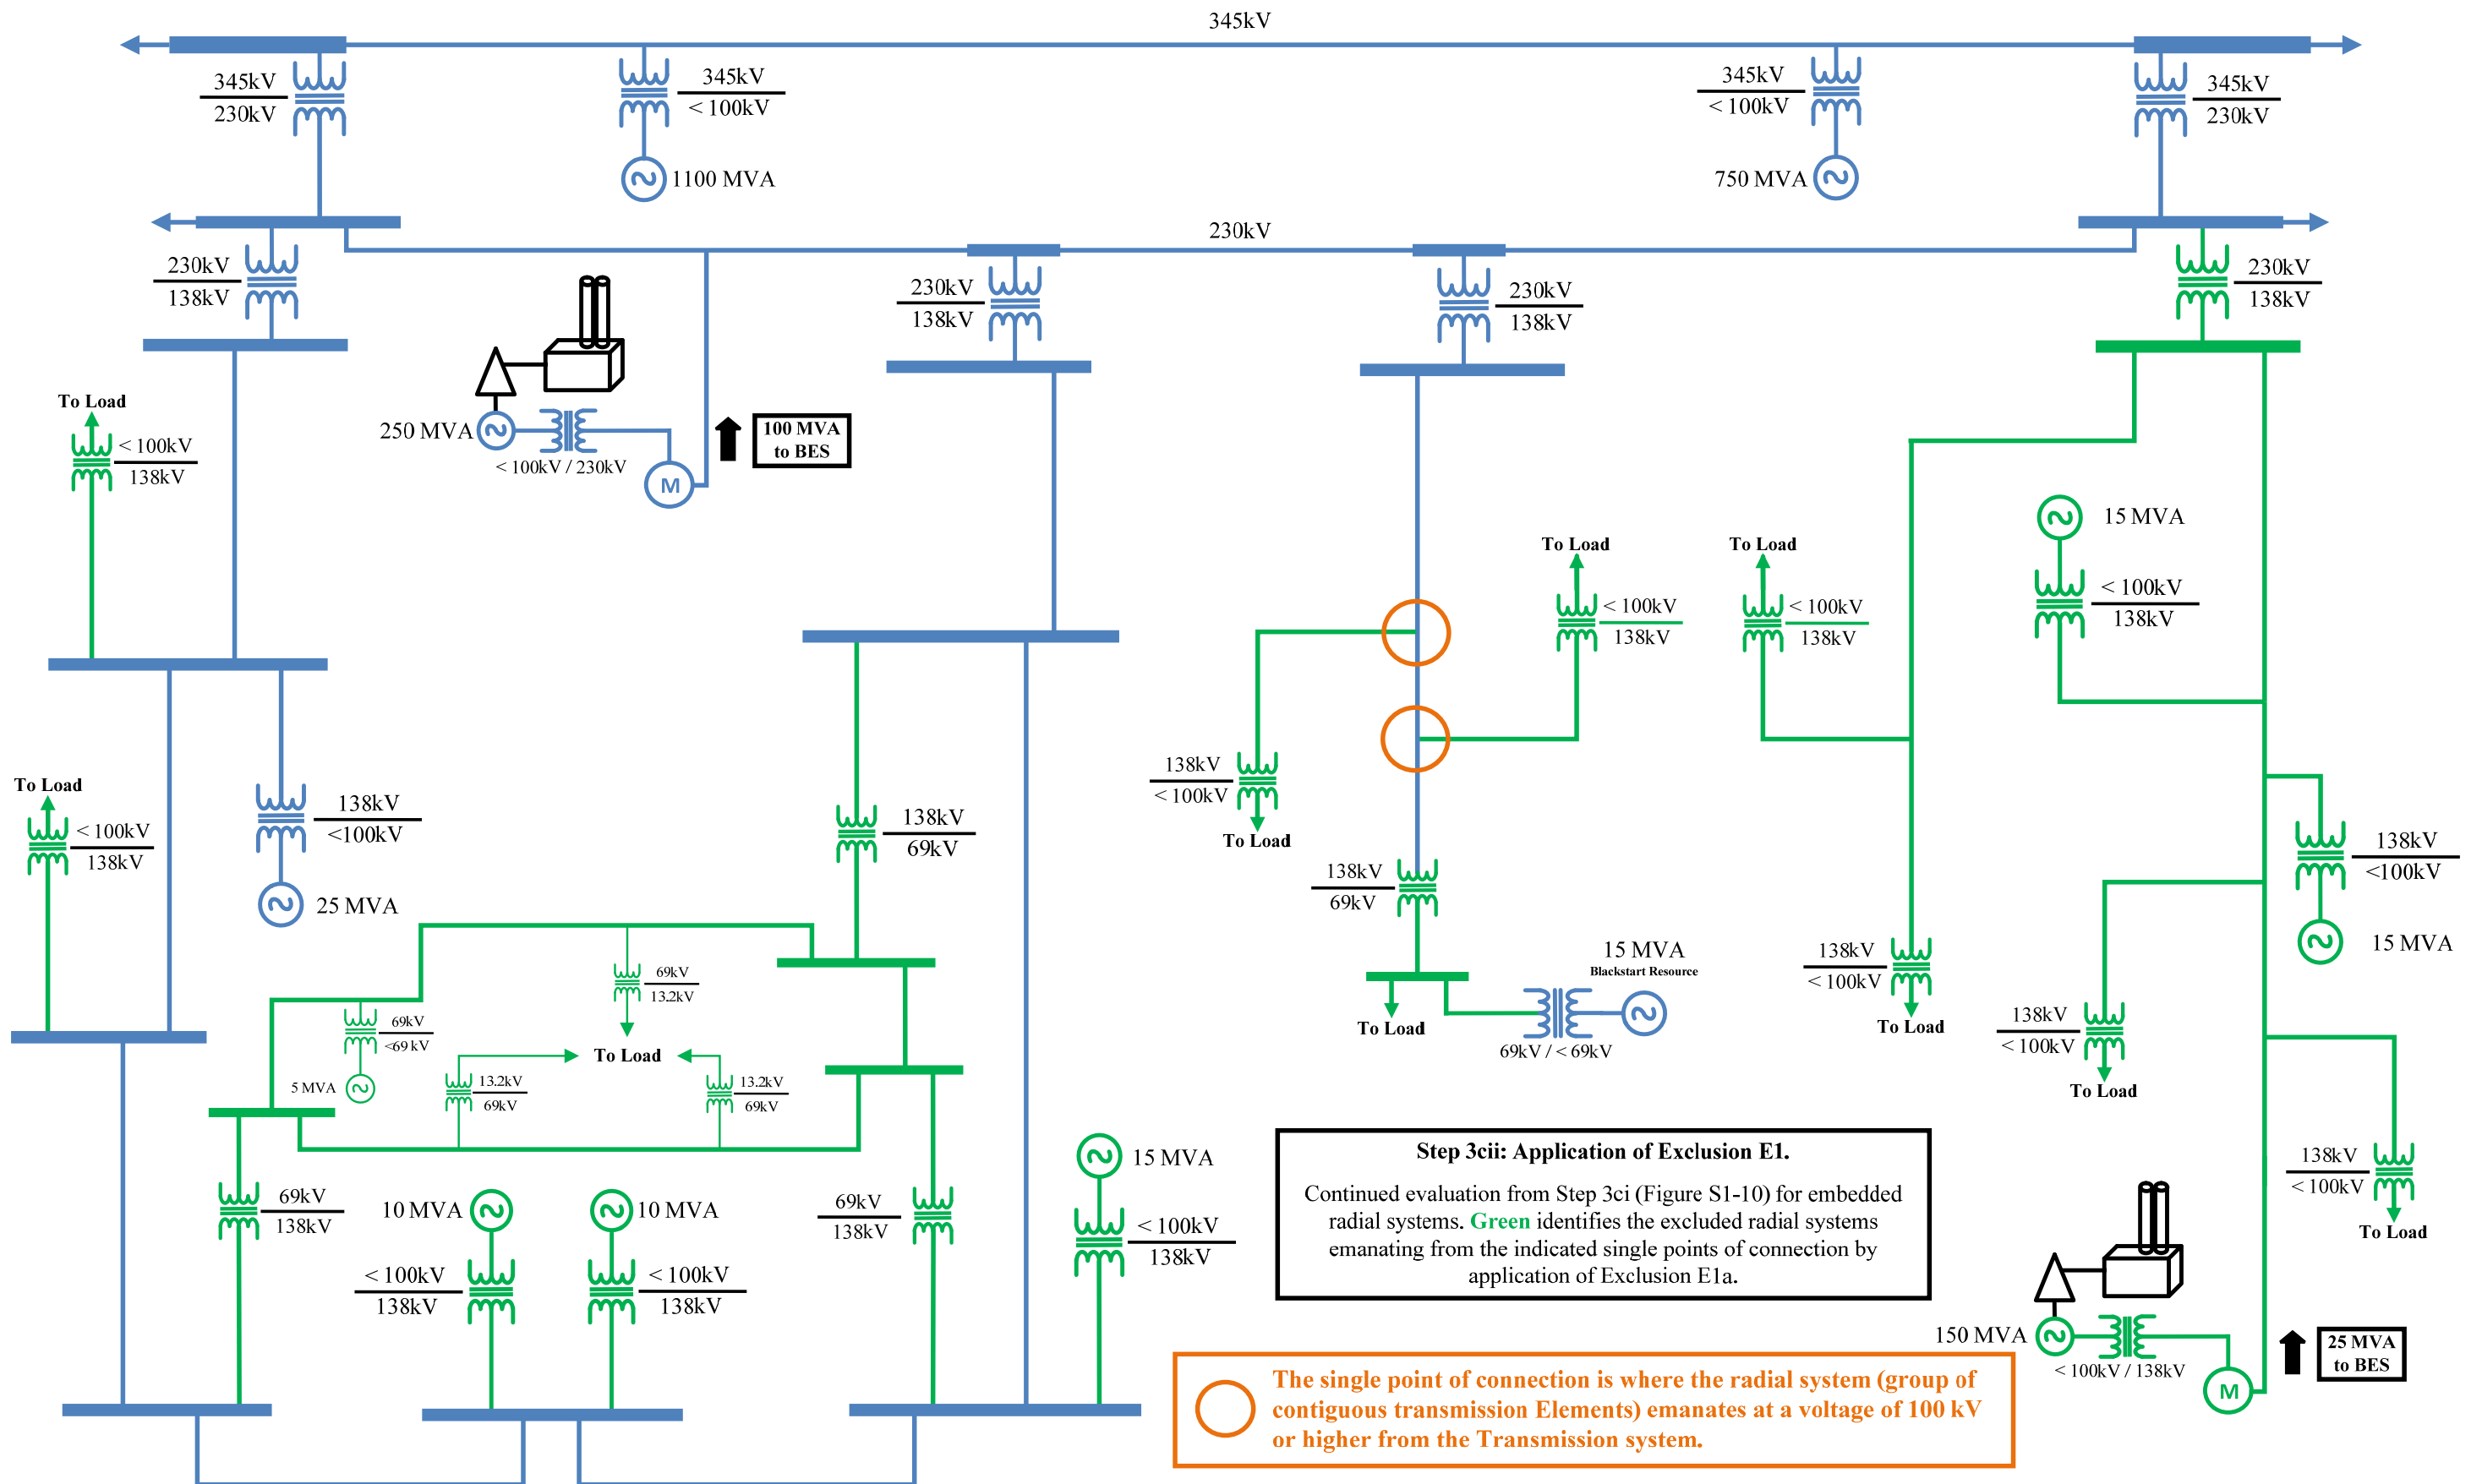 345kV
345kV
230kV
345kV
< 100kV
1100 MVA
345kV
< 100kV
750 MVA
345kV
230kV
230kV
230kV
138kV
230kV
138kV
230kV
138kV
230kV
138kV
250 MVA
< 100kV / 230kV
M
100 MVA
to BES
To Load
< 100kV
138kV
To Load
< 100kV
138kV
138kV
<100kV
25 MVA
138kV
69kV
69kV
13.2kV
69kV
<69 kV
5 MVA
To Load
13.2kV
69kV
13.2kV
69kV
69kV
138kV
10 MVA
< 100kV
138kV
10 MVA
< 100kV
138kV
69kV
138kV
15 MVA
< 100kV
138kV
To Load
< 100kV
138kV
138kV
< 100kV
To Load
138kV
69kV
To Load
15 MVA
Blackstart Resource
69kV / < 69kV
To Load
< 100kV
138kV
138kV
< 100kV
To Load
15 MVA
< 100kV
138kV
138kV
<100kV
15 MVA
138kV
< 100kV
To Load
138kV
< 100kV
To Load
150 MVA
< 100kV / 138kV
M
25 MVA
to BES
Step 3cii: Application of Exclusion E1.
Continued evaluation from Step 3ci (Figure S1-10) for embedded
radial systems. Green identifies the excluded radial systems
emanating from the indicated single points of connection by
application of Exclusion E1a.
The single point of connection is where the radial system (group of
contiguous transmission Elements) emanates at a voltage of 100 kV
or higher from the Transmission system.